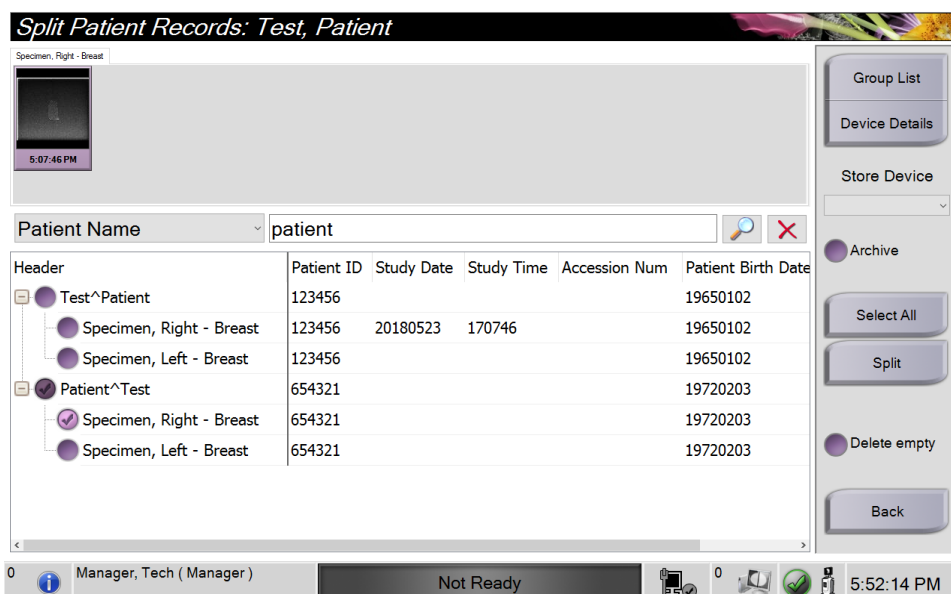 Split Patient Records: Test, Patient
Specimen, Right - Breast
5:07:46 PM
Group List
Device Details
Store Device
Archive
Select All
Split
Delete empty
Back
Patient Name patient
Header Patient ID Study Date Study Time Accession Num Patient Birth Date
Test^Patient 123456 19650102
Specimen, Right - Breast 123456 20180523 170746 19650102
Specimen, Left - Breast 123456 19650102
Patient^Test 654321 19720203
Specimen, Right - Breast 654321 19720203
Specimen, Left - Breast 654321 19720203
0 Manager, Tech ( Manager ) Not Ready 0 5:52:14 PM